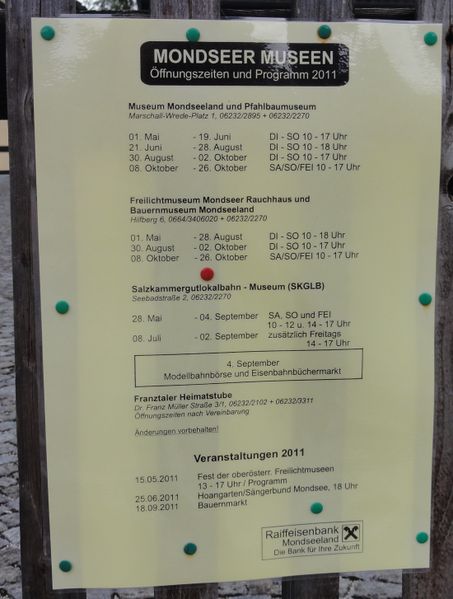 MONDSEER MUSEEN
Öffnungszeiten und Programm 2011
Museum Mondseeland und Pfahlbaumuseum
Marschall-Wrede-Platz 1, 06232/2895 + 06232/2270
01. Mai - 19. Juni DI - SO 10 - 17 Uhr
21. Juni - 28. August DI - SO 10 - 18 Uhr
30. August - 02. Oktober DI - SO 10 - 17 Uhr
08. Oktober - 26. Oktober SA/SO/FEI 10 - 17 Uhr
Freilichtmuseum Mondseer Rauchhaus und
Bauernmuseum Mondseeland
Hilfberg 6, 0664/3406020 + 06232/2270
01. Mai - 28. August DI - SO 10 - 18 Uhr
30. August - 02. Oktober DI - SO 10 - 17 Uhr
08. Oktober - 26. Oktober SA/SO/FEI 10 - 17 Uhr
Salzkammergutlokalbahn - Museum (SKGLB)
Seebadstraße 2, 06232/2270
28. Mai - 04. September SA, SO und FEI
10 - 12 u. 14 - 17 Uhr
08. Juli - 02. September zusätzlich Freitags
14 - 17 Uhr
4. September
Modellbahnbörse und Eisenbahnbüchermarkt
Franztaler Heimatstube
Dr. Franz Müller Straße 3/1, 06232/2102 + 06232/3311
Öffnungszeiten nach Vereinbarung
Änderungen vorbehalten!
Veranstaltungen 2011
15.05.2011 Fest der oberösterr. Freilichtmuseen
13 - 17 Uhr / Programm
25.06.2011 Hoangarten/Sängerbund Mondsee, 18 Uhr
18.09.2011 Bauernmarkt
Raiffeisenbank
Mondseeland
Die Bank für Ihre Zukunft